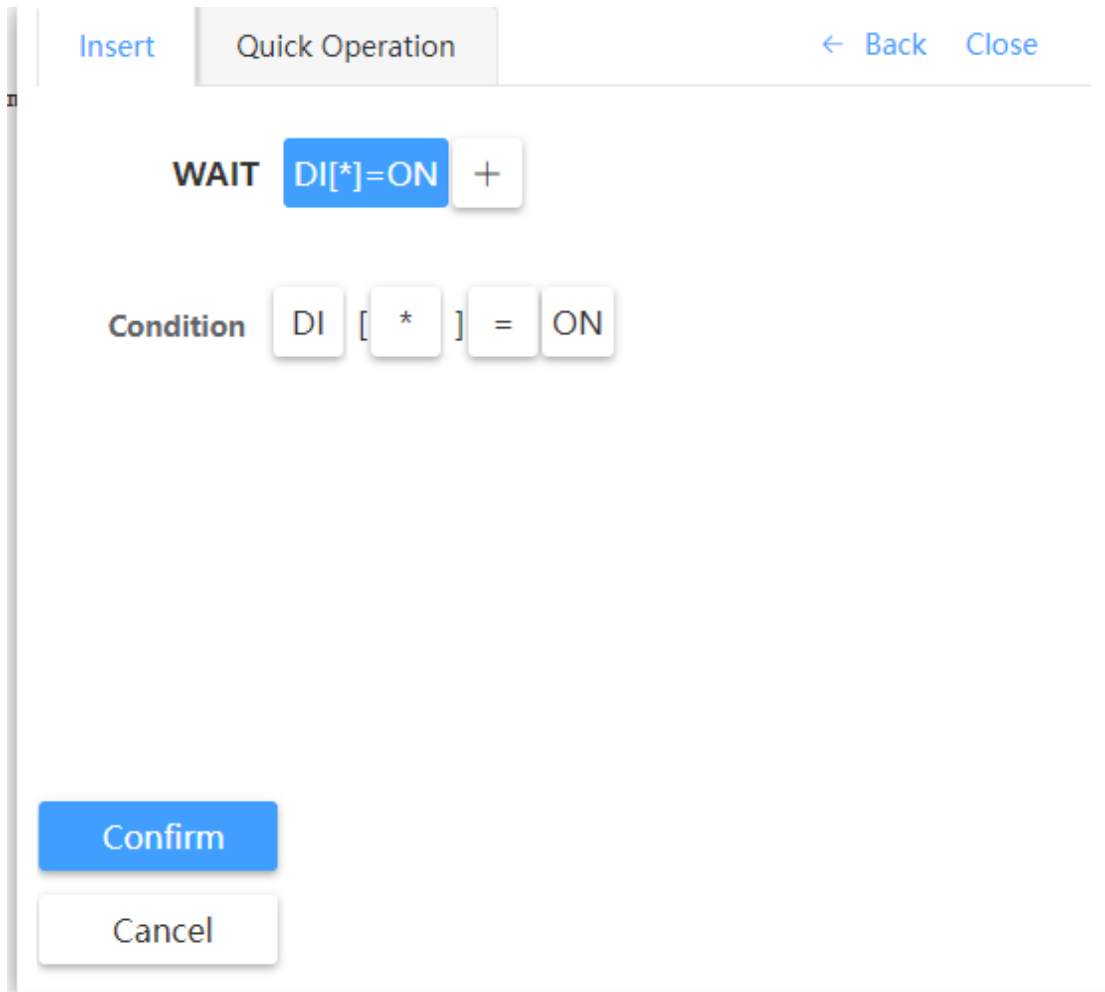 Insert Quick Operation ← Back Close
WAIT DI[*]=ON +
Condition DI [ * ] = ON
Confirm
Cancel